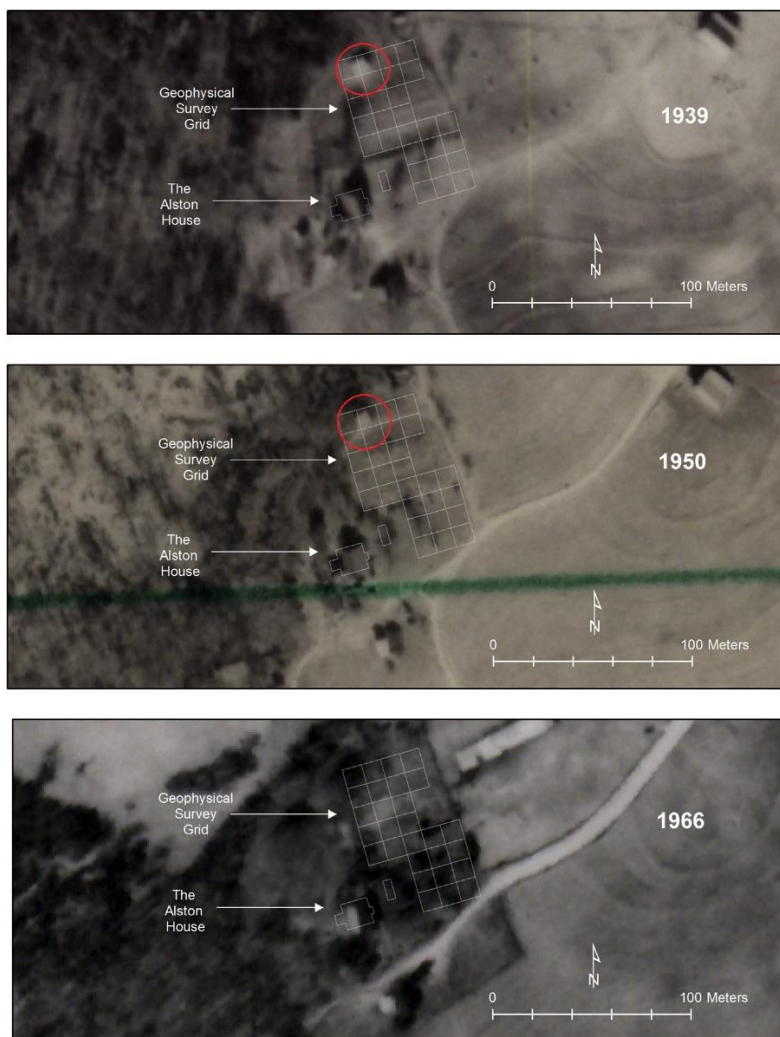 Geophysical
Survey
Grid
1939
The
Alston
House
N
0 100 Meters
Geophysical
Survey
Grid
1950
The
Alston
House
N
0 100 Meters
Geophysical
Survey
Grid
1966
The
Alston
House
N
0 100 Meters